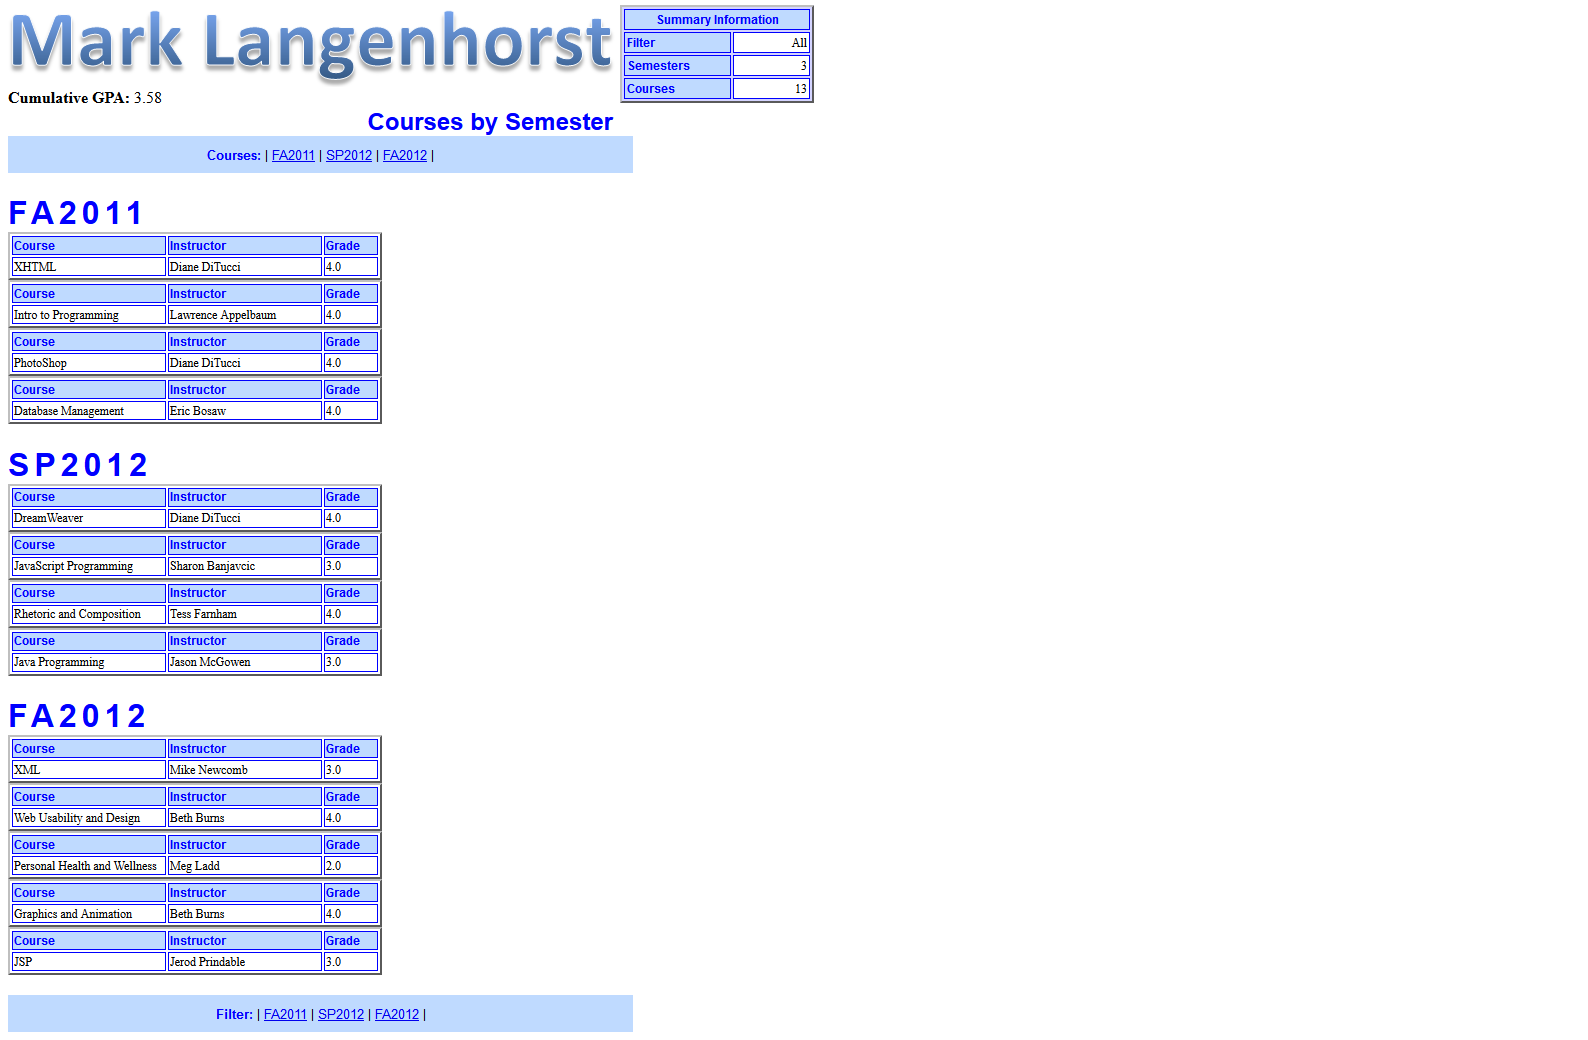 Mark Langenhorst
Summary Information
Filter All
Semesters 3
Courses 13
Cumulative GPA: 3.58
Courses by Semester
Courses: | FA2011 | SP2012 | FA2012 |
FA2011
Course Instructor Grade
XHTML Diane DiTucci 4.0
Course Instructor Grade
Intro to Programming Lawrence Appelbaum 4.0
Course Instructor Grade
PhotoShop Diane DiTucci 4.0
Course Instructor Grade
Database Management Eric Bosaw 4.0
SP2012
Course Instructor Grade
DreamWeaver Diane DiTucci 4.0
Course Instructor Grade
JavaScript Programming Sharon Banjavcic 3.0
Course Instructor Grade
Rhetoric and Composition Tess Farnham 4.0
Course Instructor Grade
Java Programming Jason McGowen 3.0
FA2012
Course Instructor Grade
XML Mike Newcomb 3.0
Course Instructor Grade
Web Usability and Design Beth Burns 4.0
Course Instructor Grade
Personal Health and Wellness Meg Ladd 2.0
Course Instructor Grade
Graphics and Animation Beth Burns 4.0
Course Instructor Grade
JSP Jerod Prindable 3.0
Filter: | FA2011 | SP2012 | FA2012 |